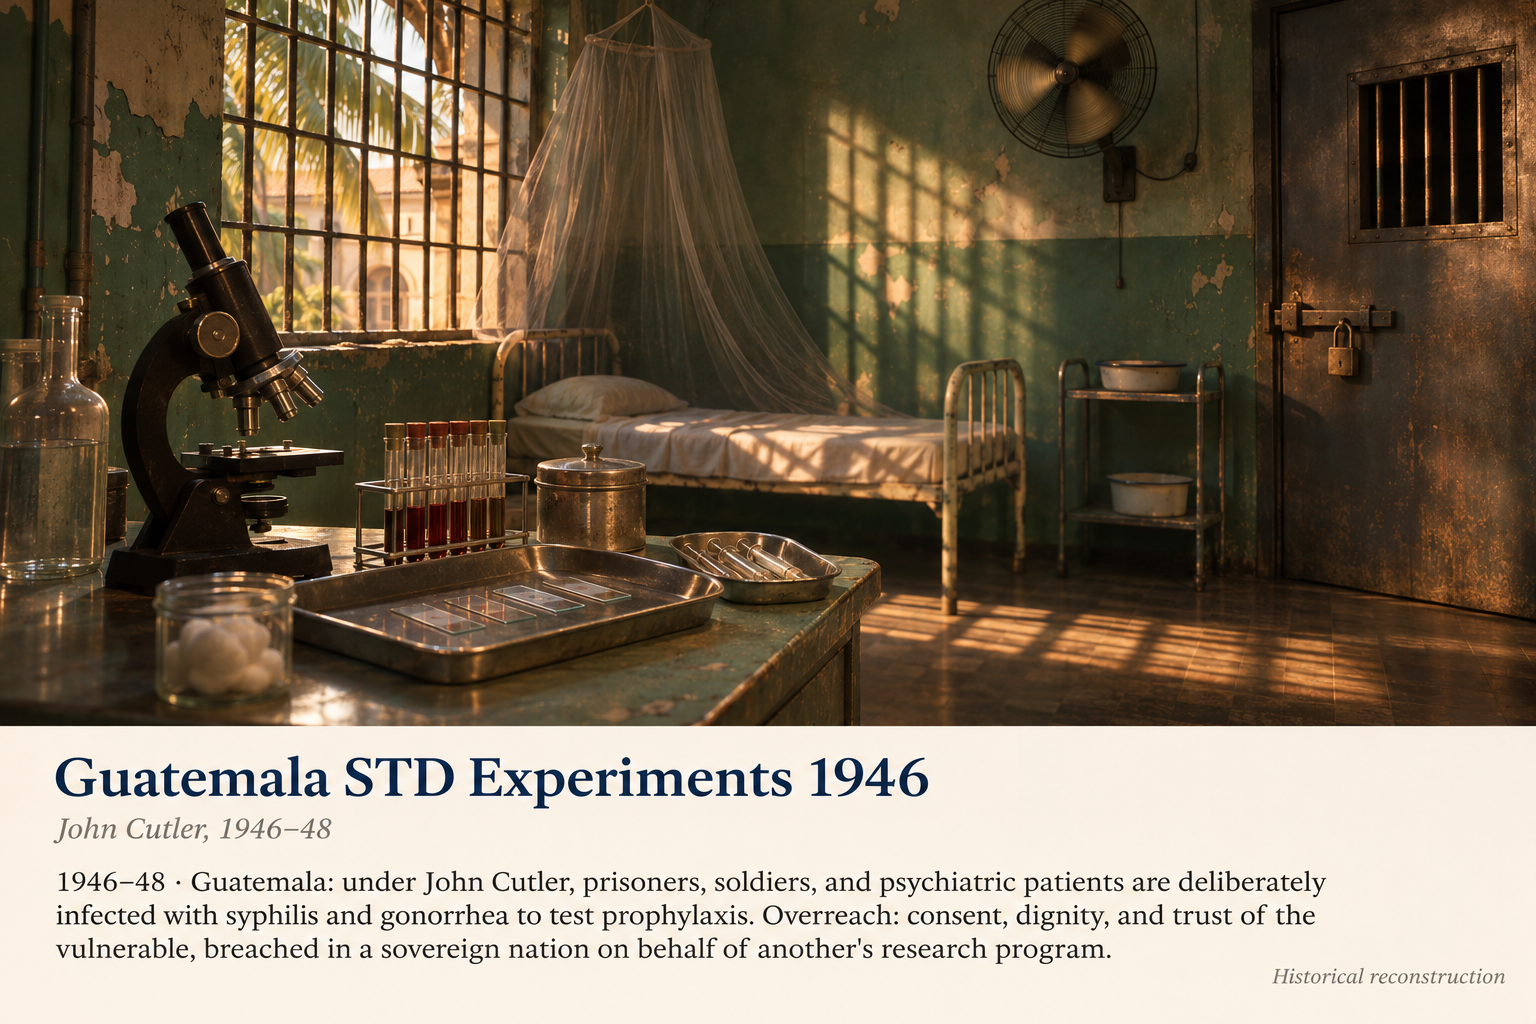 Guatemala STD Experiments 1946
John Cutler, 1946–48
1946–48 · Guatemala: under John Cutler, prisoners, soldiers, and psychiatric patients are deliberately
infected with syphilis and gonorrhea to test prophylaxis. Overreach: consent, dignity, and trust of the
vulnerable, breached in a sovereign nation on behalf of another's research program.
Historical reconstruction